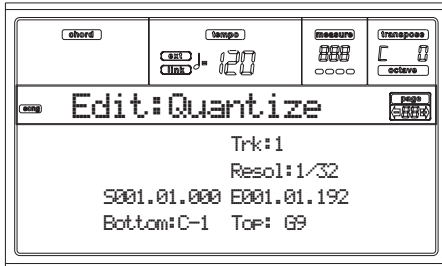 chord tempo measure transpose
ext link ♩= 120 888 C 0
octave
song Edit:Quantize page
Trk:1
Resol:1/32
S001.01.000 E001.01.192
Bottom:C-1 Top: G9